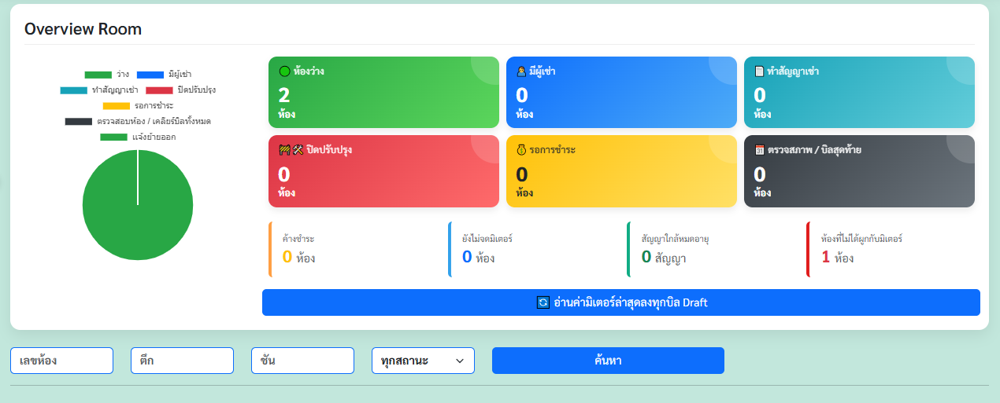 Overview Room
ว่าง มีผู้เช่า
ทำสัญญาเช่า ปิดปรับปรุง
รอการชำระ
ตรวจสอบห้อง / เคลียร์บิลทั้งหมด
แจ้งย้ายออก
ห้องว่าง
2
ห้อง
มีผู้เช่า
0
ห้อง
ทำสัญญาเช่า
0
ห้อง
ปิดปรับปรุง
0
ห้อง
รอการชำระ
0
ห้อง
ตรวจสภาพ / บิลสุดท้าย
0
ห้อง
ค้างชำระ
0 ห้อง
ยังไม่จดมิเตอร์
0 ห้อง
สัญญาใกล้หมดอายุ
0 สัญญา
ห้องที่ไม่ได้ผูกกับมิเตอร์
1 ห้อง
อ่านค่ามิเตอร์ล่าสุดลงทุกบิล Draft
เลขห้อง ตึก ชั้น ทุกสถานะ ค้นหา